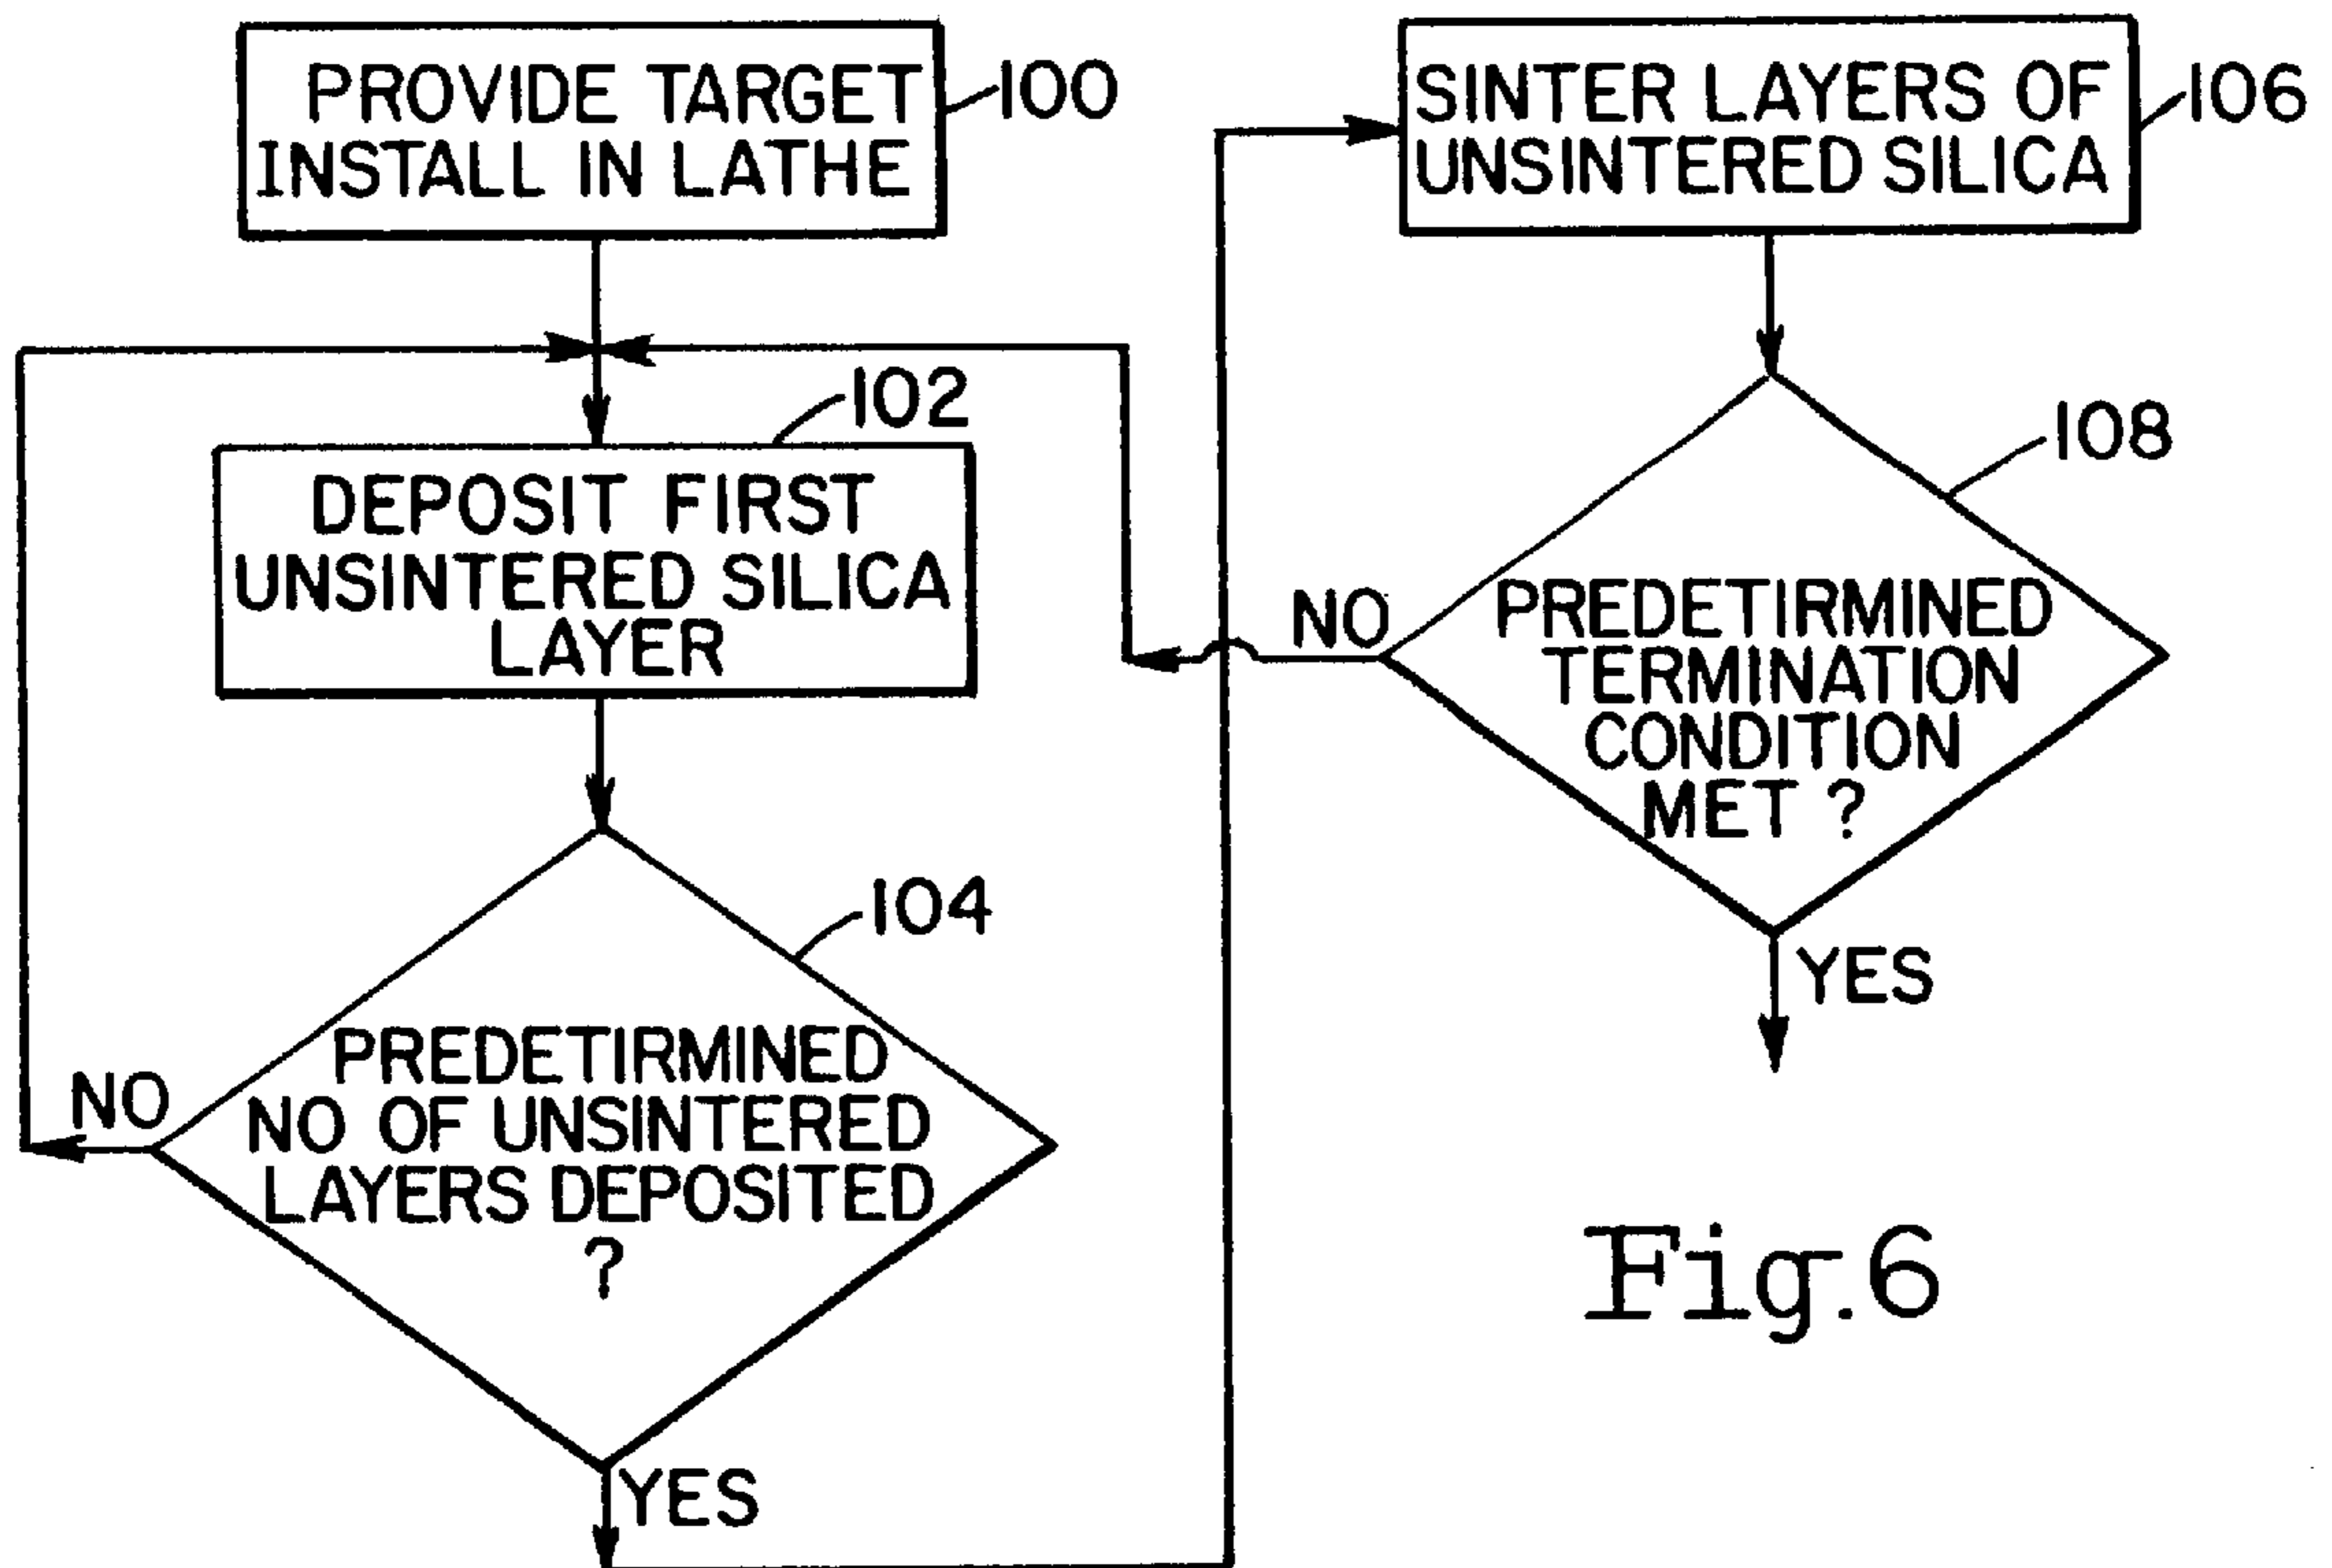 PROVIDE TARGET
INSTALL IN LATHE
100
102
DEPOSIT FIRST
UNSINTERED SILICA
LAYER
104
PREDETIRMINED
NO OF UNSINTERED
LAYERS DEPOSITED
?
NO
YES
SINTER LAYERS OF
UNSINTERED SILICA
106
108
PREDETIRMINED
TERMINATION
CONDITION
MET ?
NO
YES
Fig.6